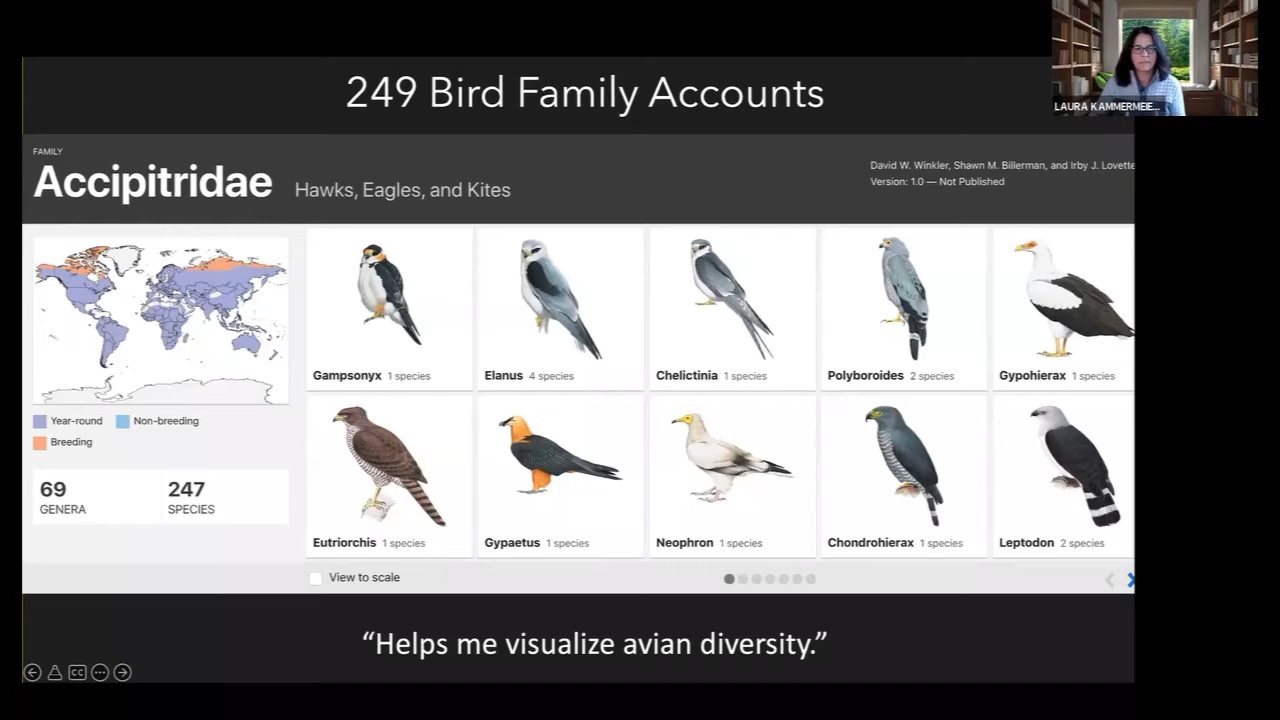 249 Bird Family Accounts
LAURA KAMMERMEIE...
FAMILY
Accipitridae Hawks, Eagles, and Kites
David W. Winkler, Shawn M. Billerman, and Irby J. Lovette
Version: 1.0 — Not Published
Gampsonyx 1 species
Elanus 4 species
Chelictinia 1 species
Polyboroides 2 species
Gypohierax 1 species
Year-round Non-breeding
Breeding
69 247
GENERA SPECIES
Eutriorchis 1 species
Gypaetus 1 species
Neophron 1 species
Chondrohierax 1 species
Leptodon 2 species
View to scale
“Helps me visualize avian diversity.”
CC